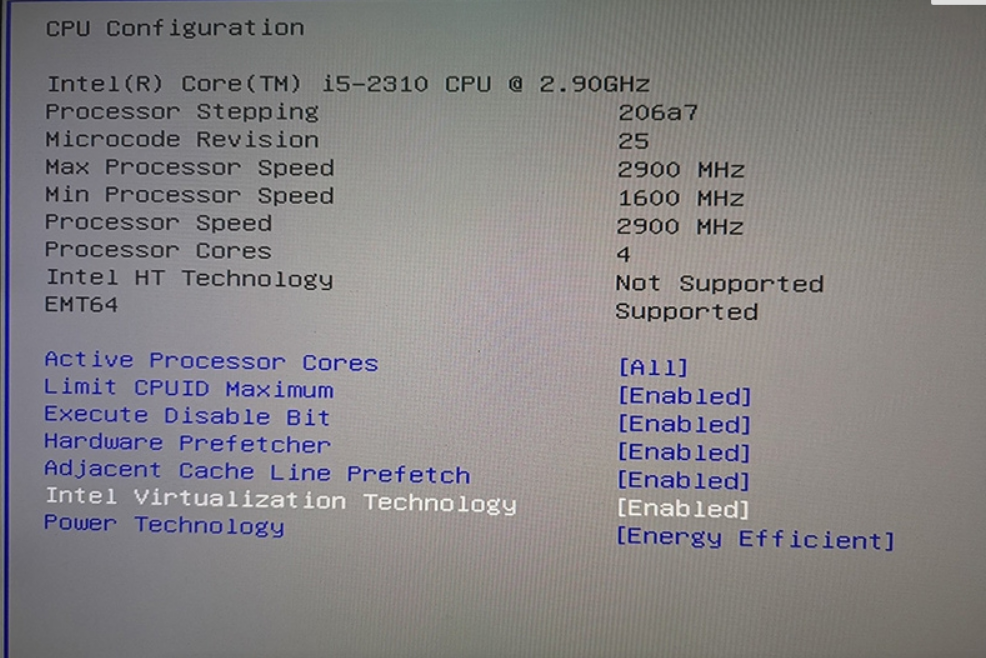 CPU Configuration
Intel(R) Core(TM) i5-2310 CPU @ 2.90GHz
Processor Stepping 206a7
Microcode Revision 25
Max Processor Speed 2900 MHz
Min Processor Speed 1600 MHz
Processor Speed 2900 MHz
Processor Cores 4
Intel HT Technology Not Supported
EMT64 Supported
Active Processor Cores [All]
Limit CPUID Maximum [Enabled]
Execute Disable Bit [Enabled]
Hardware Prefetcher [Enabled]
Adjacent Cache Line Prefetch [Enabled]
Intel Virtualization Technology [Enabled]
Power Technology [Energy Efficient]